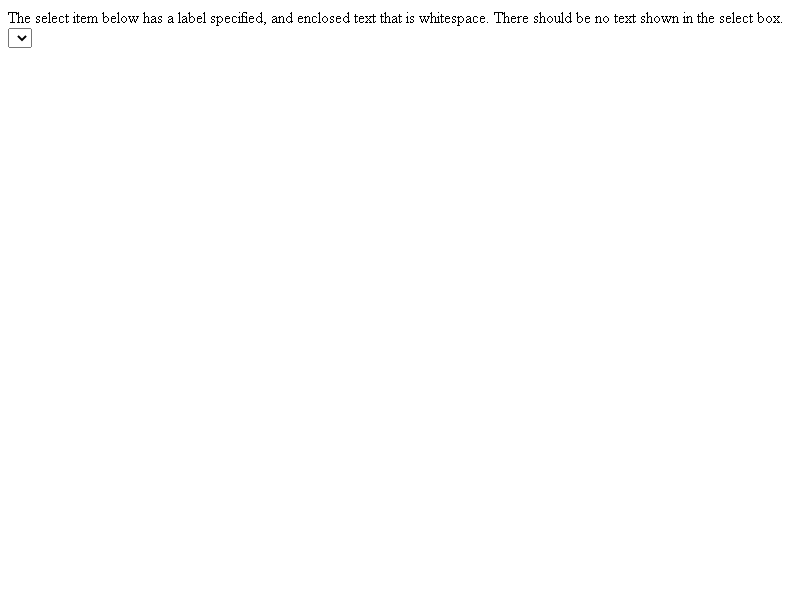 The select item below has a label specified, and enclosed text that is whitespace. There should be no text shown in the select box.